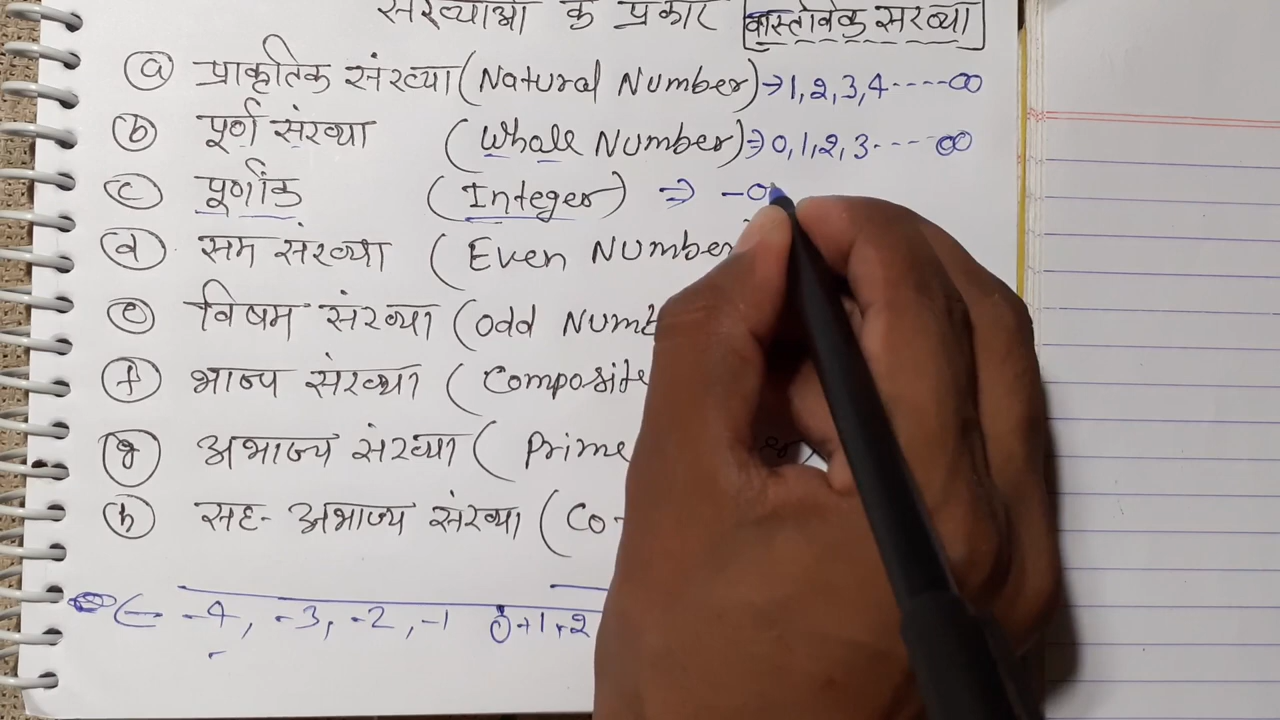 संख्याओं के प्रकार वास्तविक संख्या
(a) प्राकृतिक संख्या (Natural Number) → 1, 2, 3, 4 ----- ∞
(b) पूर्ण संख्या (Whole Number) ⇒ 0, 1, 2, 3 ---- ∞
(c) पूर्णांक (Integer) ⇒ -
(d) सम संख्या (Even Number
(e) विषम संख्या (Odd Numb
(f) भाज्य संख्या (Composite
(g) अभाज्य संख्या (Prime
(h) सह- अभाज्य संख्या (Co-
← -4, -3, -2, -1 0 +1 +2